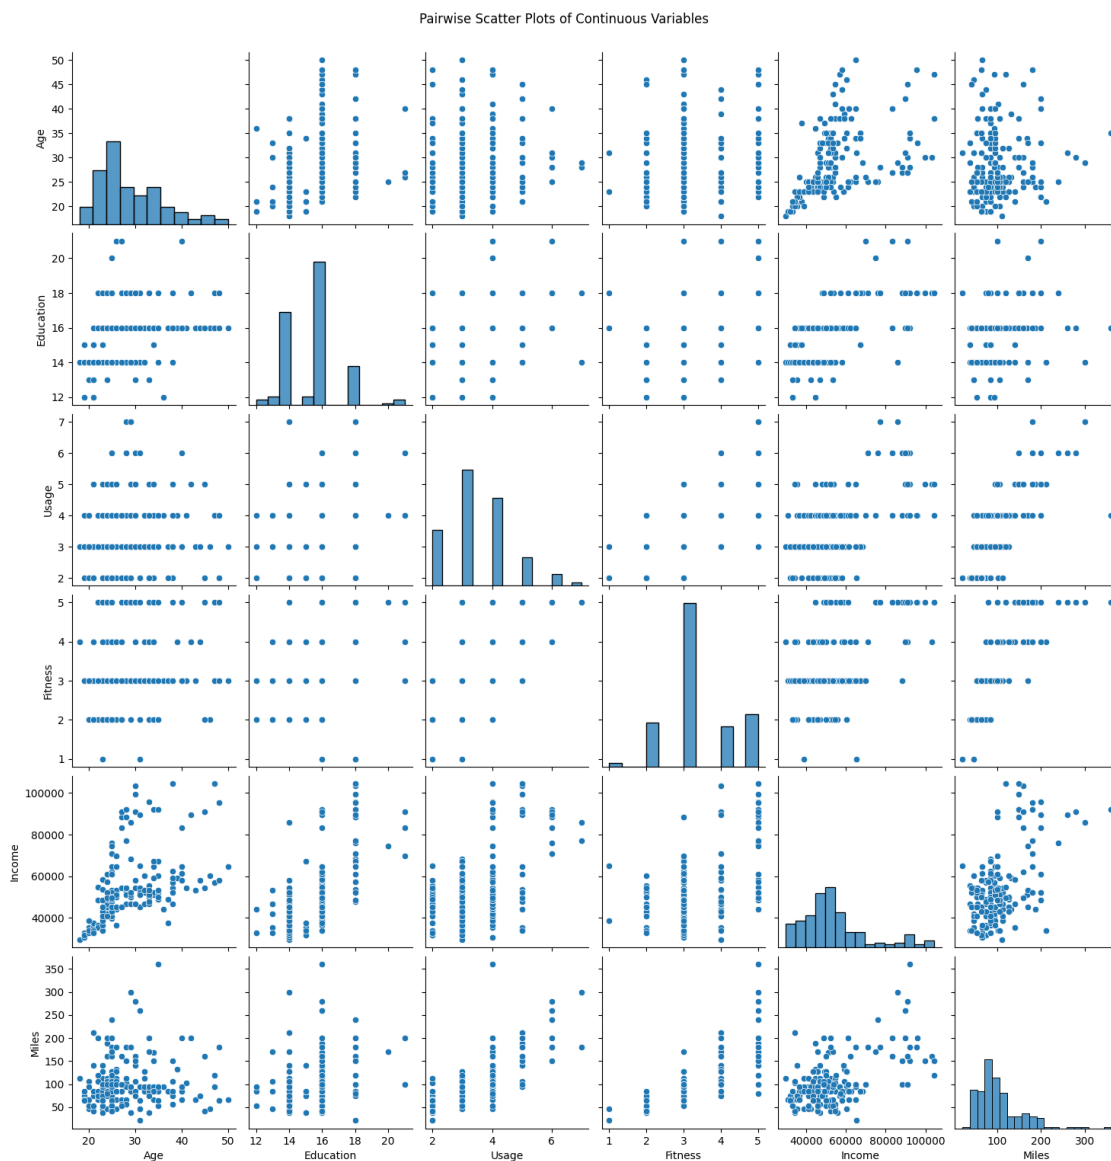 Pairwise Scatter Plots of Continuous Variables
50
45
40
35
30
25
20
Age
20
18
16
14
12
Education
7
6
5
4
3
2
Usage
5
4
3
2
1
Fitness
100000
80000
60000
40000
Income
350
300
250
200
150
100
50
Miles
20 30 40 50
12 14 16 18 20
2 4 6
1 2 3 4 5
40000 60000 80000 100000
100 200 300
Age Education Usage Fitness Income Miles